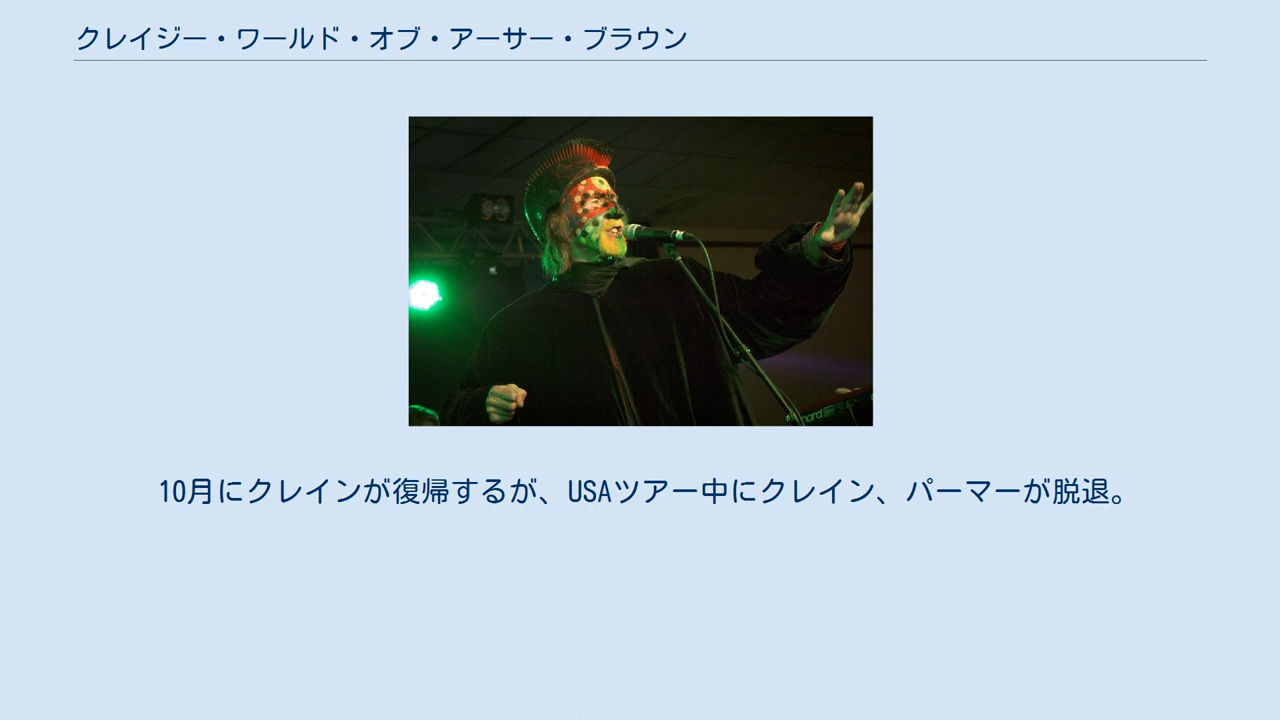 クレイジー・ワールド・オブ・アーサー・ブラウン
nord
10月にクレインが復帰するが、USAツアー中にクレイン、パーマーが脱退。